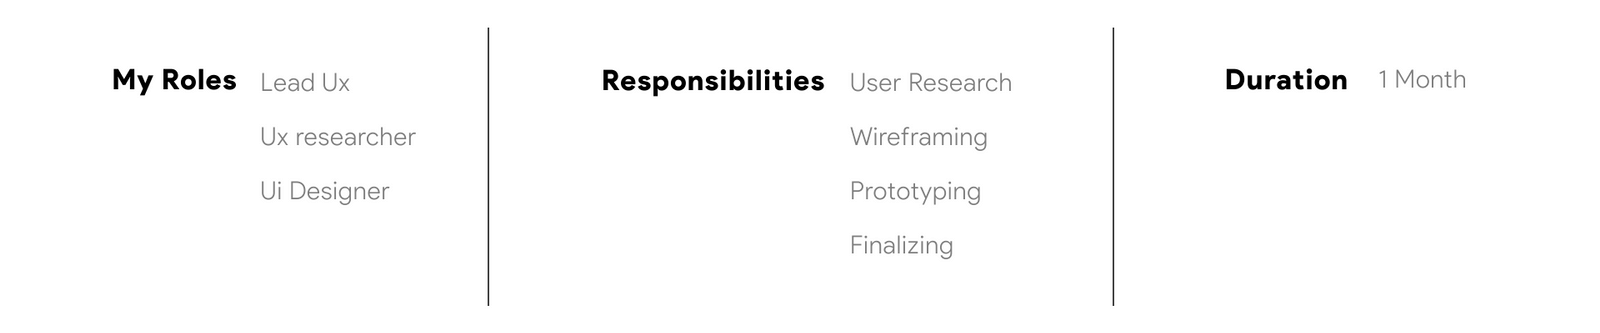 My Roles Lead Ux
Ux researcher
Ui Designer
Responsibilities User Research
Wireframing
Prototyping
Finalizing
Duration 1 Month